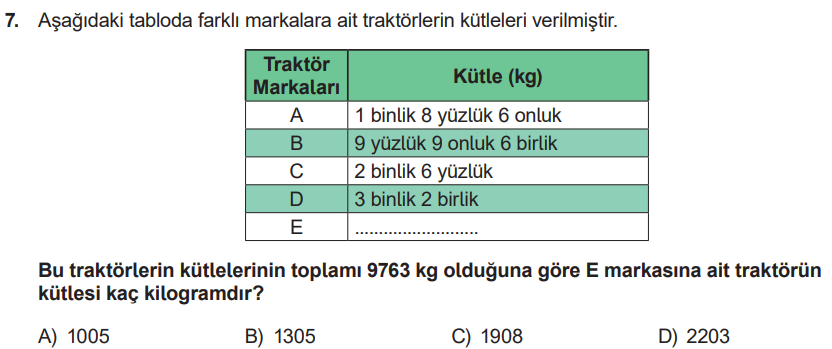 7. Aşağıdaki tabloda farklı markalara ait traktörlerin kütleleri verilmiştir.
Traktör Markaları Kütle (kg)
A 1 binlik 8 yüzlük 6 onluk
B 9 yüzlük 9 onluk 6 birlik
C 2 binlik 6 yüzlük
D 3 binlik 2 birlik
E ..........................
Bu traktörlerin kütlelerinin toplamı 9763 kg olduğuna göre E markasına ait traktörün
kütlesi kaç kilogramdır?
A) 1005 B) 1305 C) 1908 D) 2203